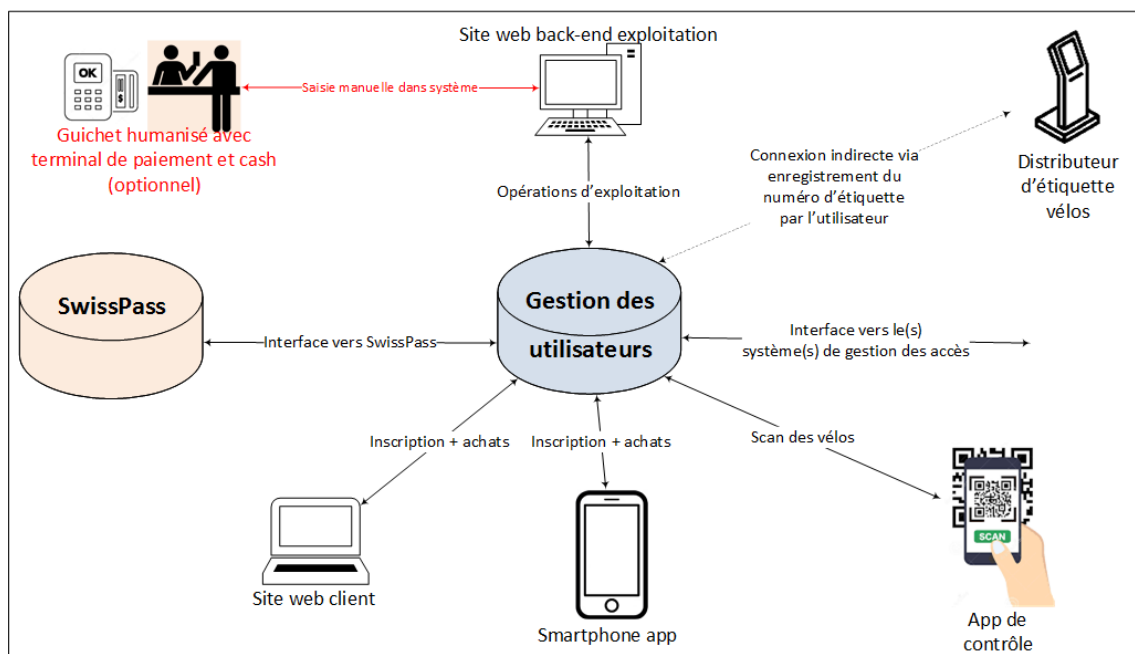 Site web back-end exploitation
OK
$
Saisie manuelle dans système
Guichet humanisé avec
terminal de paiement et cash
(optionnel)
Connexion indirecte via
enregistrement du
numéro d'étiquette
par l'utilisateur
Distributeur
d'étiquette
vélos
Opérations d'exploitation
SwissPass
Gestion des
utilisateurs
Interface vers SwissPass
Interface vers le(s)
système(s) de gestion des accès
Inscription + achats
Inscription + achats
Scan des vélos
SCAN
Site web client
Smartphone app
App de
contrôle